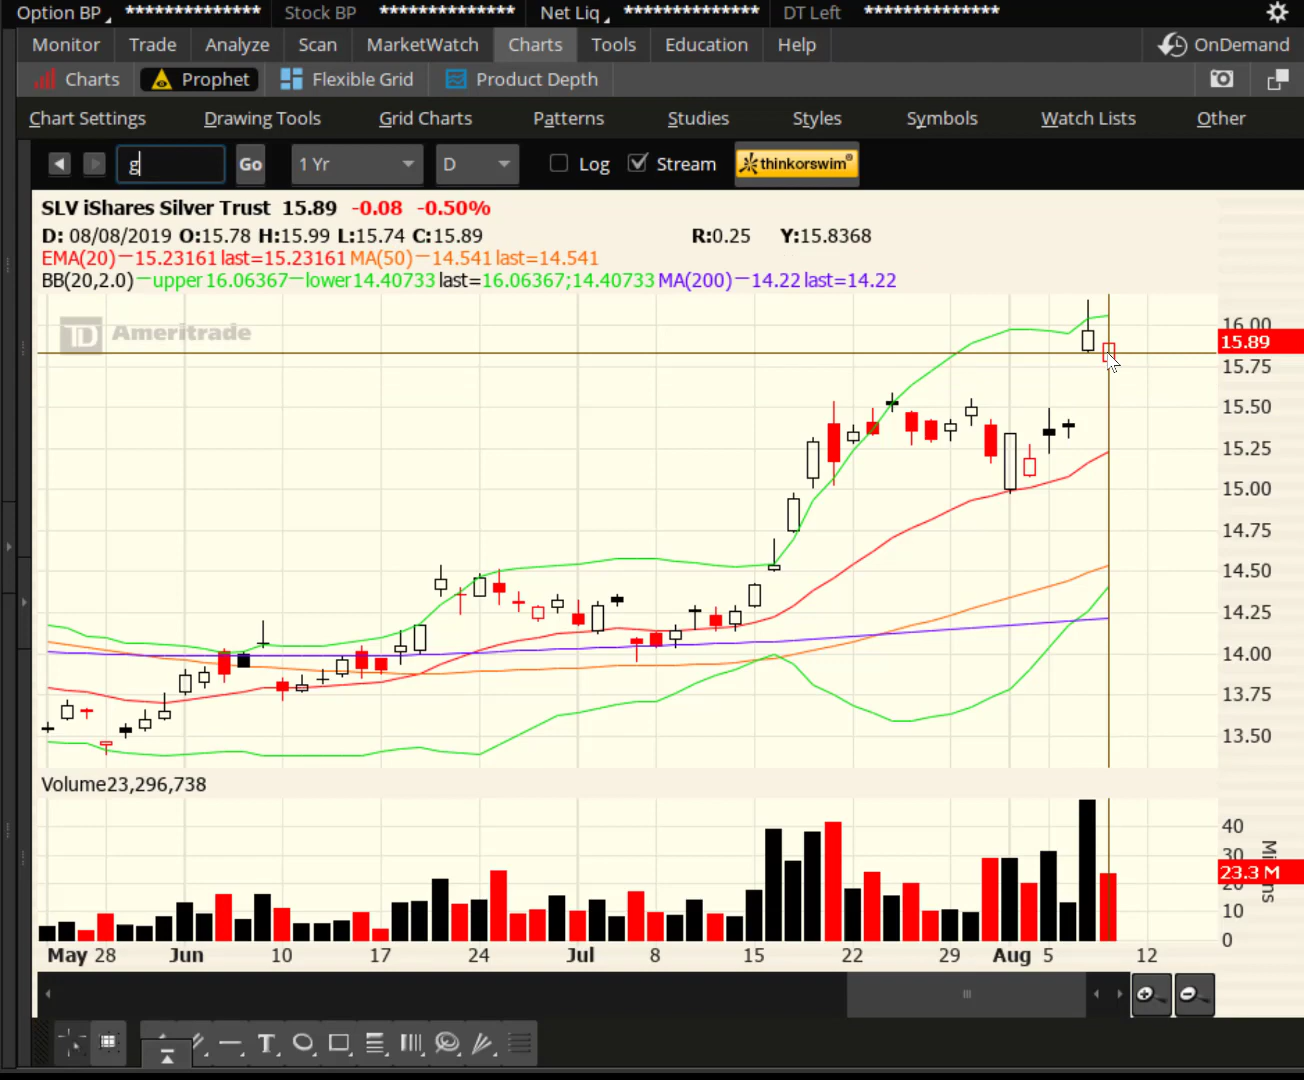 Option BP ************** Stock BP ************** Net Liq ************** DT Left **************
Monitor Trade Analyze Scan MarketWatch Charts Tools Education Help OnDemand
Charts Prophet Flexible Grid Product Depth
Chart Settings Drawing Tools Grid Charts Patterns Studies Styles Symbols Watch Lists Other
g Go 1 Yr D Log Stream thinkorswim®
SLV iShares Silver Trust 15.89 -0.08 -0.50%
D: 08/08/2019 O:15.78 H:15.99 L:15.74 C:15.89 R:0.25 Y:15.8368
EMA(20)—15.23161 last=15.23161 MA(50)—14.541 last=14.541
BB(20,2.0)—upper 16.06367—lower14.40733 last=16.06367;14.40733 MA(200)—14.22 last=14.22
TD Ameritrade
16.00
15.89
15.75
15.50
15.25
15.00
14.75
14.50
14.25
14.00
13.75
13.50
Volume23,296,738
40
30
23.3 M
20
10
0
May 28 Jun 10 17 24 Jul 8 15 22 29 Aug 5 12
T